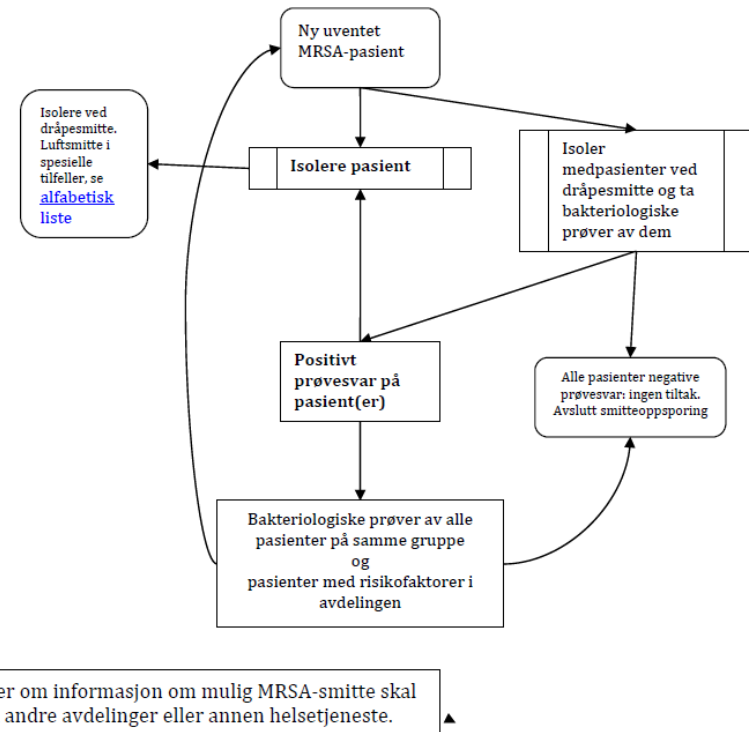 Ny uventet
MRSA-pasient
Isolere ved
dråpesmitte.
Luftsmitte i
spesielle
tilfeller, se
alfabetisk
liste
Isolere pasient
Isoler
medpasienter ved
dråpesmitte og ta
bakteriologiske
prøver av dem
Positivt
prøvesvar på
pasient(er)
Alle pasienter negative
prøvesvar: ingen tiltak.
Avslutt smitteoppsporing
Bakteriologiske prøver av alle
pasienter på samme gruppe
og
pasienter med risikofaktorer i
avdelingen
er om informasjon om mulig MRSA-smitte skal
andre avdelinger eller annen helsetjeneste.